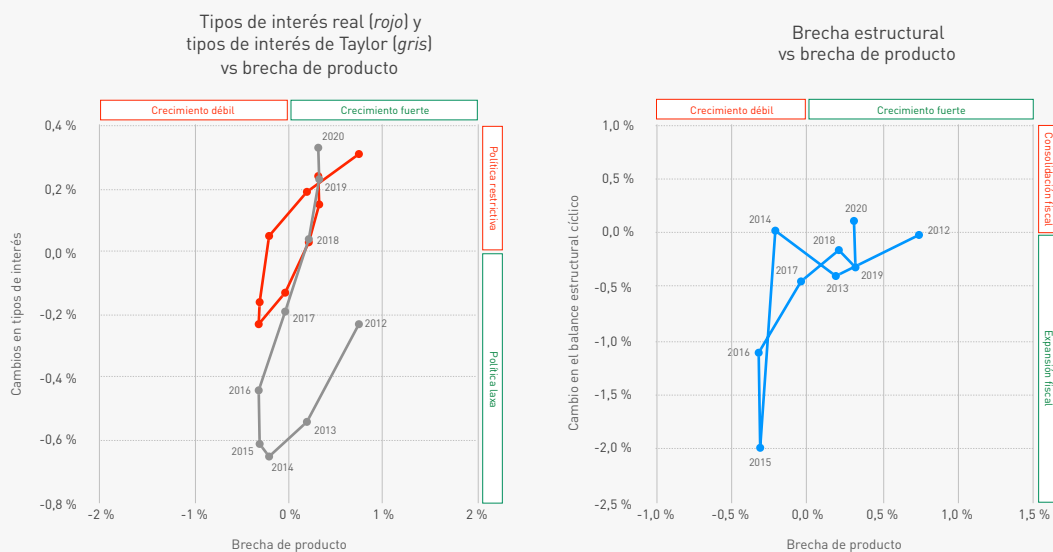 Tipos de interés real (rojo) y
tipos de interés de Taylor (gris)
vs brecha de producto
Crecimiento débil
Crecimiento fuerte
0,4 %
0,2 %
0,0 %
-0,2 %
-0,4 %
-0,6 %
-0,8 %
Cambios en tipos de interés
2020
2019
2018
2017
2012
2016
2013
2015
2014
Política restrictiva
Política laxa
-2 %
-1 %
0 %
1 %
2 %
Brecha de producto
Brecha estructural
vs brecha de producto
Crecimiento débil
Crecimiento fuerte
1,0 %
0,5 %
0,0 %
-0,5 %
-1,0 %
-1,5 %
-2,0 %
-2,5 %
Cambio en el balance estructural cíclico
2020
2014
2012
2018
2017
2019
2013
2016
2015
Consolidación fiscal
Expansión fiscal
-1,0 %
-0,5 %
0,0 %
0,5 %
1,0 %
1,5 %
Brecha de producto